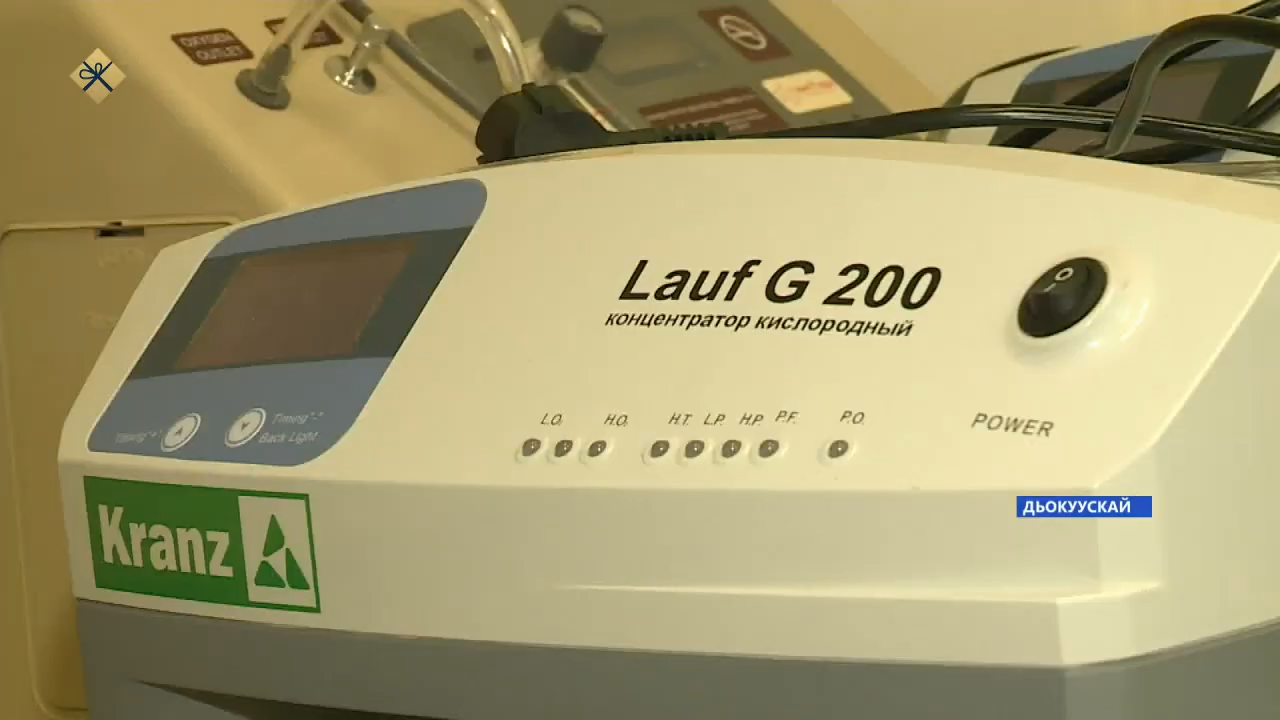 OXYGEN
OUTLET
Lauf G 200
концентратор кислородный
L.O. H.O. H.T. L.P. H.P. P.F. P.O.
POWER
Timing "+"
Timing "-"
Back Light
Kranz
ДЬОКУУСКАЙ